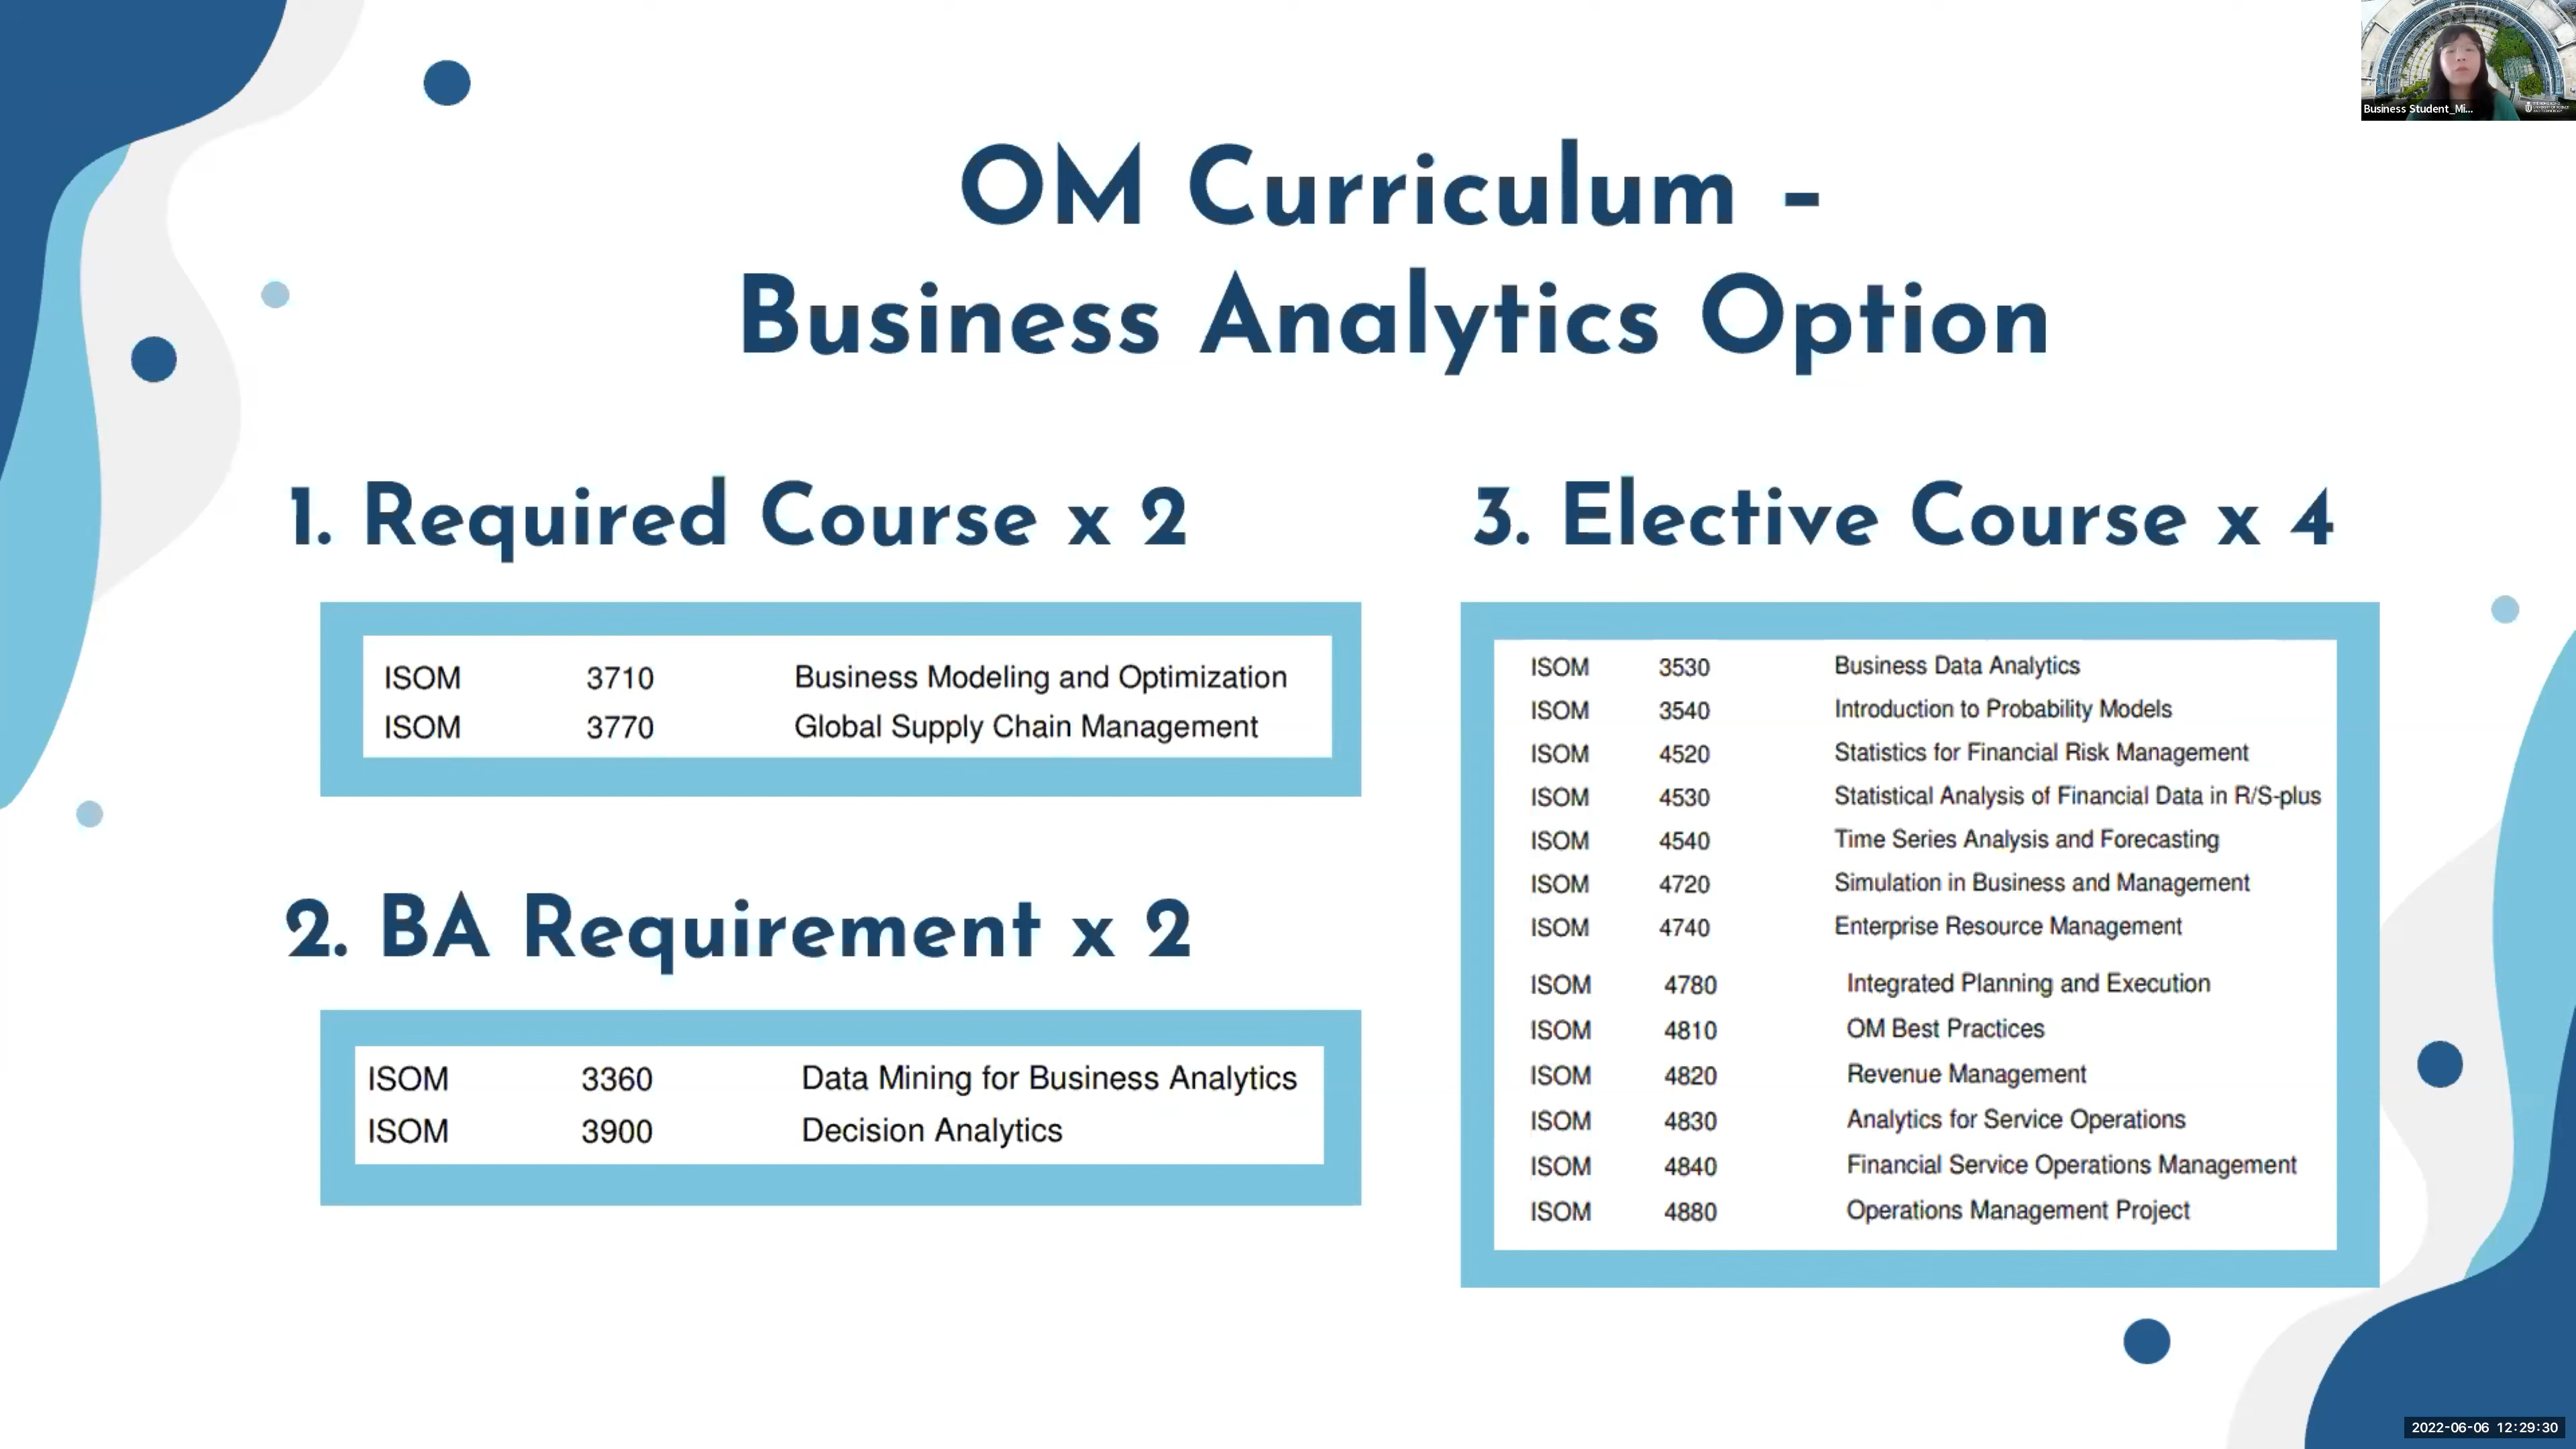 OM Curriculum -
Business Analytics Option
1. Required Course x 2
ISOM 3710 Business Modeling and Optimization
ISOM 3770 Global Supply Chain Management
2. BA Requirement x 2
ISOM 3360 Data Mining for Business Analytics
ISOM 3900 Decision Analytics
3. Elective Course x 4
ISOM 3530 Business Data Analytics
ISOM 3540 Introduction to Probability Models
ISOM 4520 Statistics for Financial Risk Management
ISOM 4530 Statistical Analysis of Financial Data in R/S-plus
ISOM 4540 Time Series Analysis and Forecasting
ISOM 4720 Simulation in Business and Management
ISOM 4740 Enterprise Resource Management
ISOM 4780 Integrated Planning and Execution
ISOM 4810 OM Best Practices
ISOM 4820 Revenue Management
ISOM 4830 Analytics for Service Operations
ISOM 4840 Financial Service Operations Management
ISOM 4880 Operations Management Project
Business Student_Mi...
2022-06-06 12:29:30